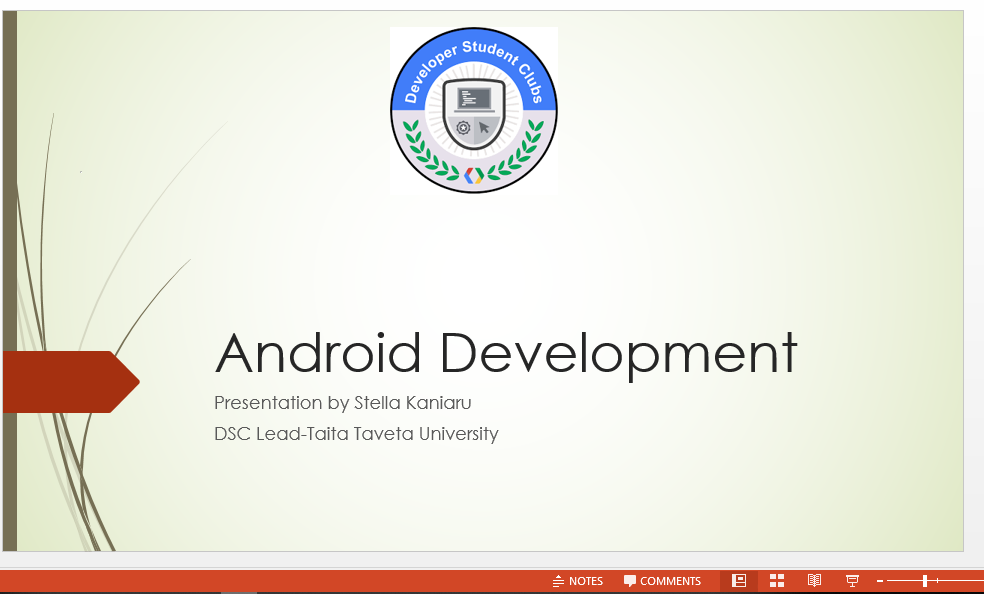 Developer Student Clubs
Android Development
Presentation by Stella Kaniaru
DSC Lead-Taita Taveta University
NOTES COMMENTS